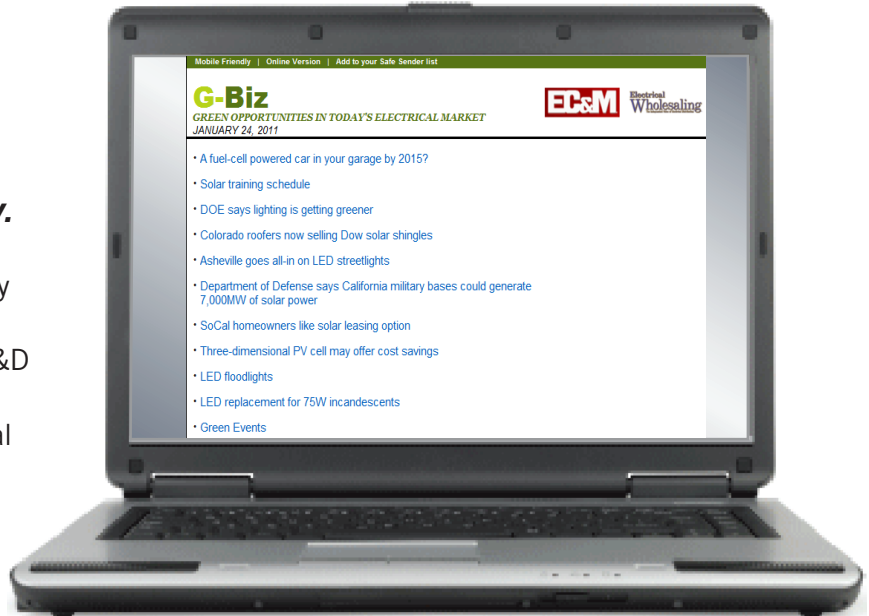 Mobile Friendly | Online Version | Add to your Safe Sender list
G-Biz
GREEN OPPORTUNITIES IN TODAY'S ELECTRICAL MARKET
JANUARY 24, 2011
EC&M
Electrical
Wholesaling
• A fuel-cell powered car in your garage by 2015?
• Solar training schedule
• DOE says lighting is getting greener
• Colorado roofers now selling Dow solar shingles
• Asheville goes all-in on LED streetlights
• Department of Defense says California military bases could generate
7,000MW of solar power
• SoCal homeowners like solar leasing option
• Three-dimensional PV cell may offer cost savings
• LED floodlights
• LED replacement for 75W incandescents
• Green Events
y.
y
&D
al